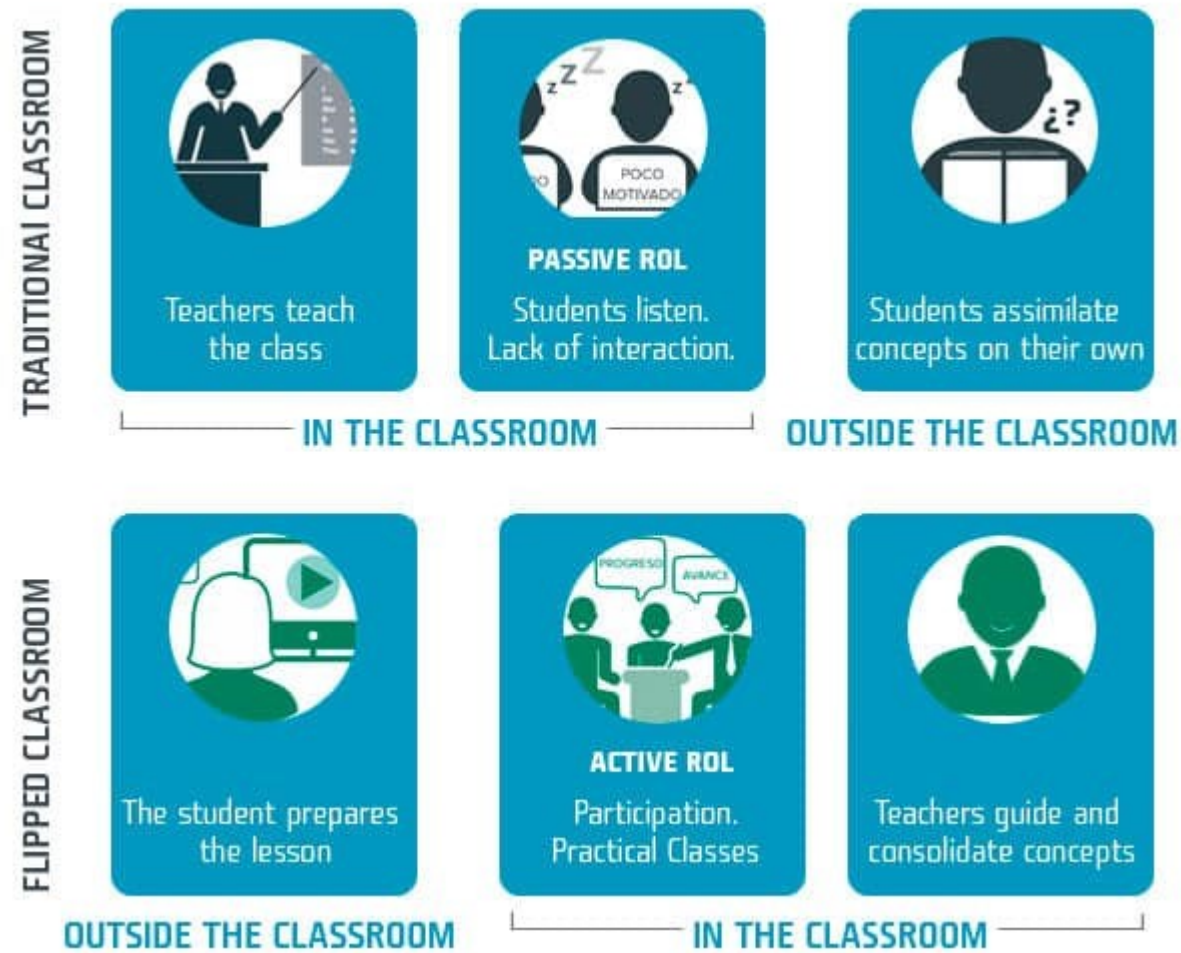 TRADITIONAL CLASSROOM
Teachers teach
the class
z Z Z
POCO
MOTIVADO
PASSIVE ROL
Students listen.
Lack of interaction.
z
¿?
Students assimilate
concepts on their own
IN THE CLASSROOM
OUTSIDE THE CLASSROOM
FLIPPED CLASSROOM
The student prepares
the lesson
PROGRESO
AVANCE
ACTIVE ROL
Participation.
Practical Classes
Teachers guide and
consolidate concepts
OUTSIDE THE CLASSROOM
IN THE CLASSROOM